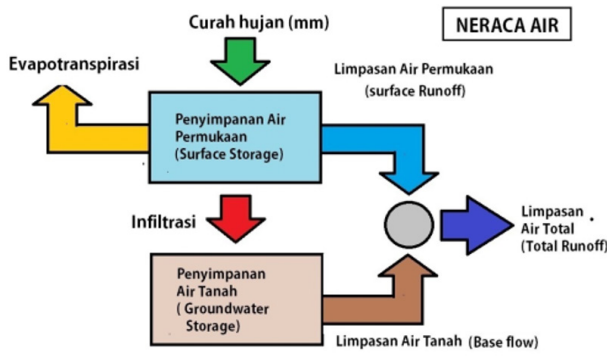 Curah hujan (mm)
NERACA AIR
Evapotranspirasi
Limpasan Air Permukaan
(surface Runoff)
Penyimpanan Air
Permukaan
(Surface Storage)
Infiltrasi
Limpasan
Air Total
(Total Runoff)
Penyimpanan
Air Tanah
( Groundwater
Storage)
Limpasan Air Tanah (Base flow)